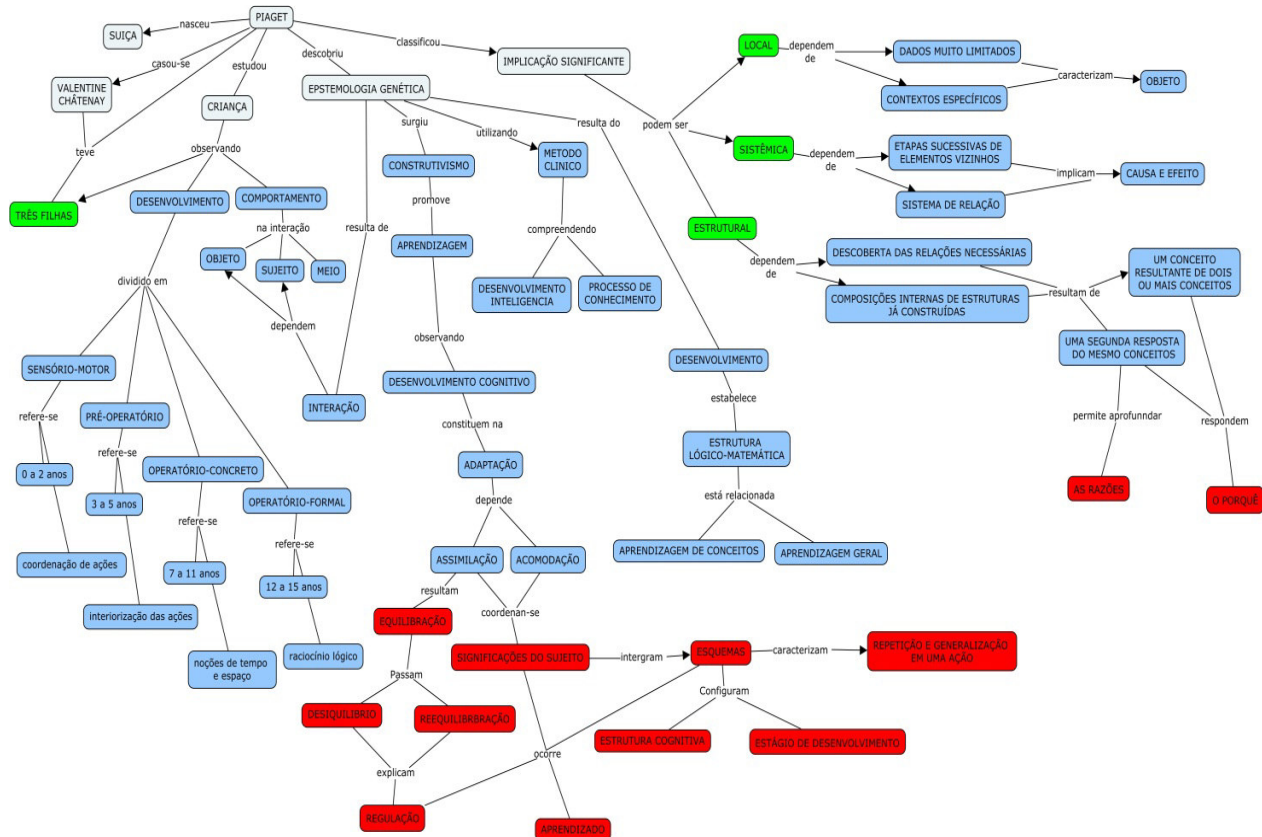 PIAGET
nasceu
SUIÇA
casou-se
VALENTINE
CHÂTENAY
teve
TRÊS FILHAS
estudou
CRIANÇA
observando
DESENVOLVIMENTO
COMPORTAMENTO
na interação
OBJETO
SUJEITO
MEIO
dependem
INTERAÇÃO
dividido em
SENSÓRIO-MOTOR
refere-se
0 a 2 anos
coordenação de ações
PRÉ-OPERATÓRIO
refere-se
3 a 5 anos
interiorização das ações
OPERATÓRIO-CONCRETO
refere-se
7 a 11 anos
noções de tempo
e espaço
OPERATÓRIO-FORMAL
refere-se
12 a 15 anos
raciocínio lógico
descobriu
EPSTEMOLOGIA GENÉTICA
resulta de
surgiu
CONSTRUTIVISMO
promove
APRENDIZAGEM
observando
DESENVOLVIMENTO COGNITIVO
constituem na
ADAPTAÇÃO
depende
ASSIMILAÇÃO
ACOMODAÇÃO
resultam
EQUILIBRAÇÃO
Passam
DESIQUILIBRIO
REEQUILIBRBRAÇÃO
explicam
REGULAÇÃO
coordenan-se
SIGNIFICAÇÕES DO SUJEITO
intergram
ESQUEMAS
caracterizam
REPETIÇÃO E GENERALIZAÇÃO
EM UMA AÇÃO
Configuram
ESTRUTURA COGNITIVA
ESTÁGIO DE DESENVOLVIMENTO
ocorre
APRENDIZADO
utilizando
METODO
CLINICO
compreendendo
DESENVOLVIMENTO
INTELIGENCIA
PROCESSO DE
CONHECIMENTO
resulta do
DESENVOLVIMENTO
estabelece
ESTRUTURA
LÓGICO-MATEMÁTICA
está relacionada
APRENDIZAGEM DE CONCEITOS
APRENDIZAGEM GERAL
classificou
IMPLICAÇÃO SIGNIFICANTE
podem ser
LOCAL
dependem
de
DADOS MUITO LIMITADOS
CONTEXTOS ESPECÍFICOS
caracterizam
OBJETO
SISTÊMICA
dependem
de
ETAPAS SUCESSIVAS DE
ELEMENTOS VIZINHOS
SISTEMA DE RELAÇÃO
implicam
CAUSA E EFEITO
ESTRUTURAL
dependem
de
DESCOBERTA DAS RELAÇÕES NECESSÁRIAS
COMPOSIÇÕES INTERNAS DE ESTRUTURAS
JÁ CONSTRUÍDAS
resultam de
UM CONCEITO
RESULTANTE DE DOIS
OU MAIS CONCEITOS
UMA SEGUNDA RESPOSTA
DO MESMO CONCEITOS
permite aprofunndar
respondem
AS RAZÕES
O PORQUÊ